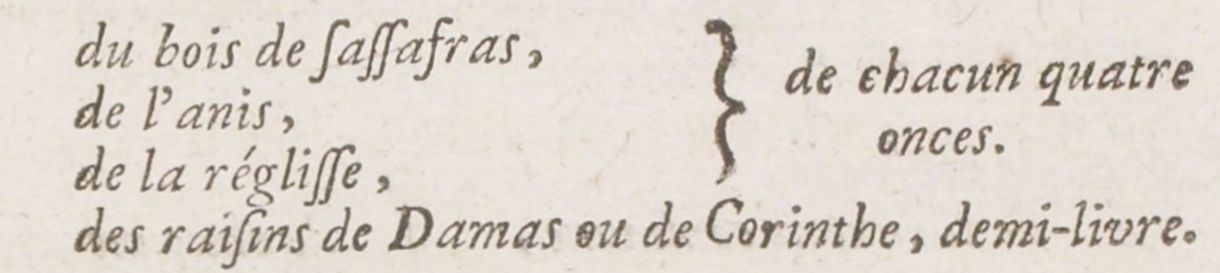 du bois de ſaſſafras,
de l'anis,
de la régliſſe,
} de chacun quatre
onces.
des raiſins de Damas ou de Corinthe, demi-livre.